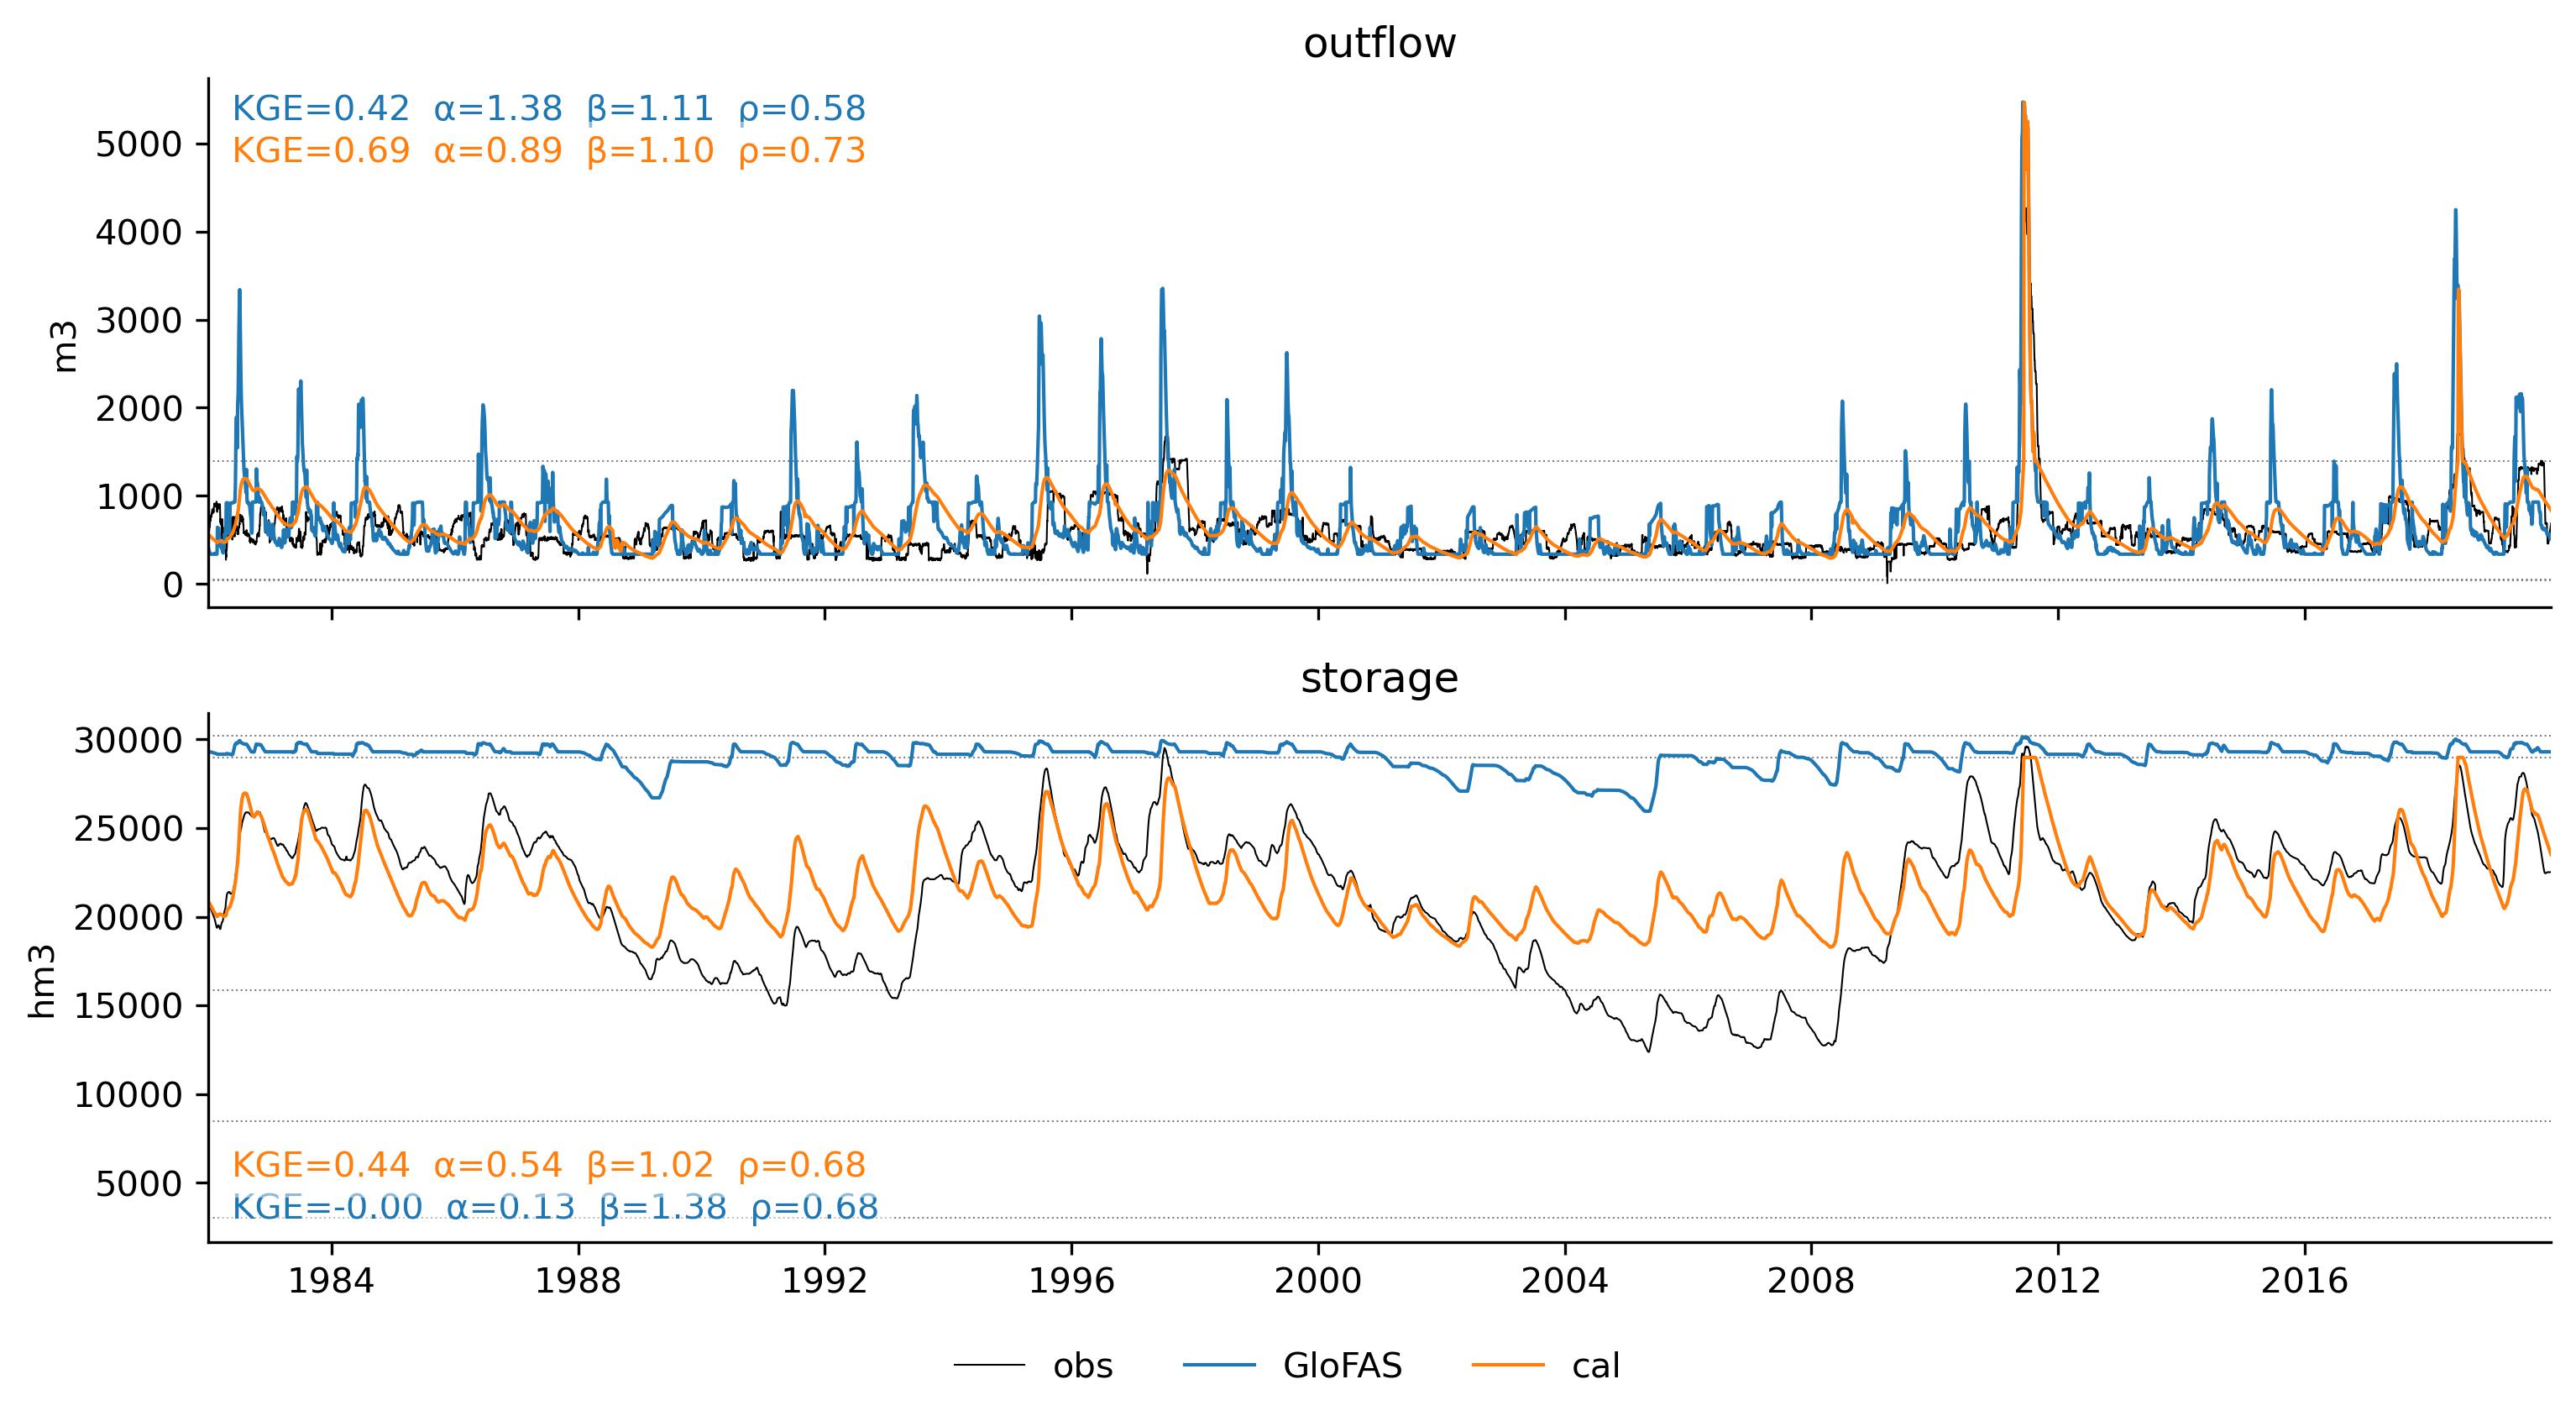 outflow
KGE=0.42 α=1.38 β=1.11 ρ=0.58
KGE=0.69 α=0.89 β=1.10 ρ=0.73
m3
5000
4000
3000
2000
1000
0
storage
hm3
30000
25000
20000
15000
10000
5000
KGE=0.44 α=0.54 β=1.02 ρ=0.68
KGE=-0.00 α=0.13 β=1.38 ρ=0.68
1984 1988 1992 1996 2000 2004 2008 2012 2016
obs GloFAS cal